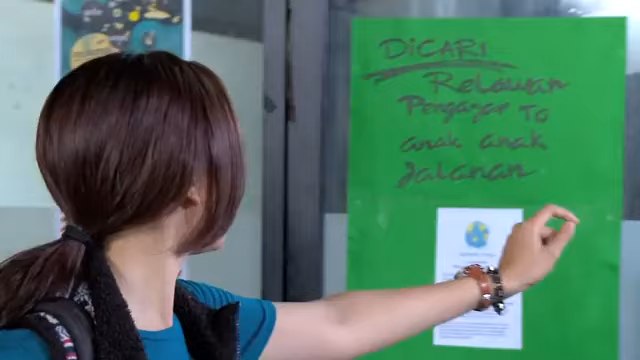 DiCARi
Relawan
Pengajar To
anak anak
Jalanan